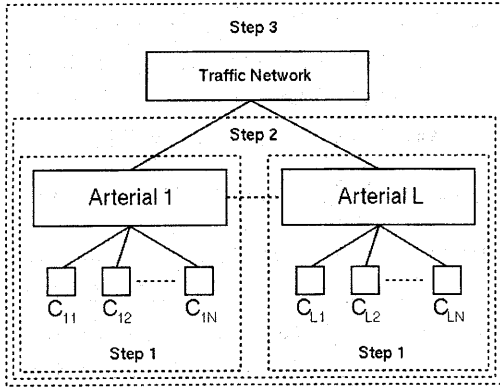 Step 3
Traffic Network
Step 2
Arterial 1
Arterial L
C11 C12 C1N
CL1 CL2 CLN
Step 1
Step 1